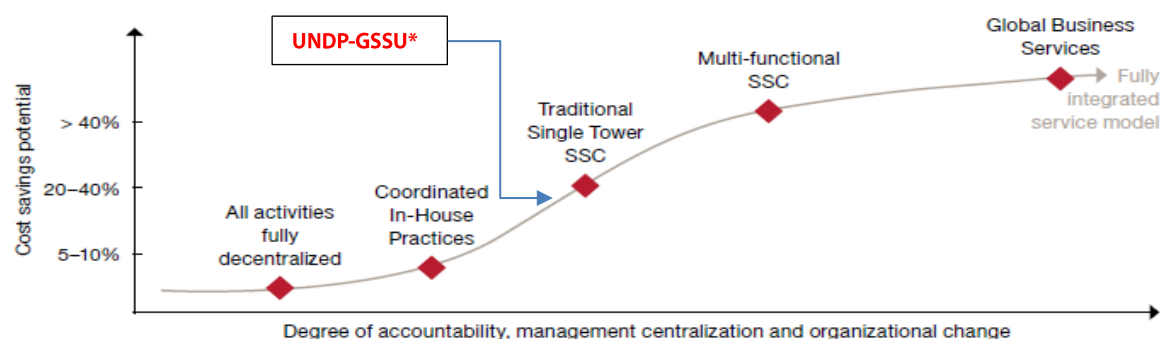 UNDP-GSSU*
Global Business
Services
Multi-functional
SSC
Fully
integrated
service model
Traditional
Single Tower
SSC
Coordinated
In-House
Practices
All activities
fully
decentralized
Cost savings potential
> 40%
20–40%
5–10%
Degree of accountability, management centralization and organizational change